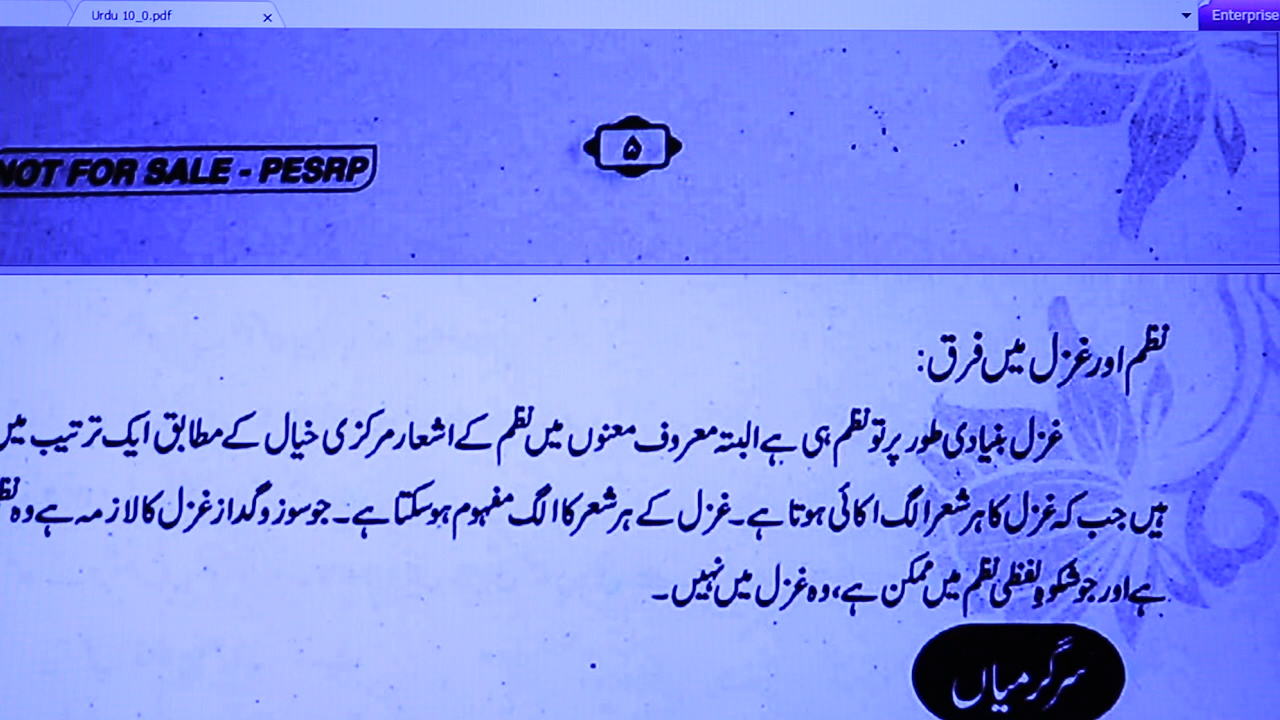 Urdu 10_0.pdf
Enterprise
NOT FOR SALE - PESRP
۵
نظم اور غزل میں فرق:
غزل بنیادی طور پر تو نظم ہی ہے البتہ معروف معنوں میں نظم کے اشعار مرکزی خیال کے مطابق ایک ترتیب میں
ہیں جب کہ غزل کا ہر شعر الگ اکائی ہوتا ہے۔ غزل کے ہر شعر کا الگ مفہوم ہو سکتا ہے۔ جو سوز و گداز غزل کا لازمہ ہے وہ
ہے اور جو شکوہِ لفظی نظم میں ممکن ہے، وہ غزل میں نہیں۔
سرگرمیاں